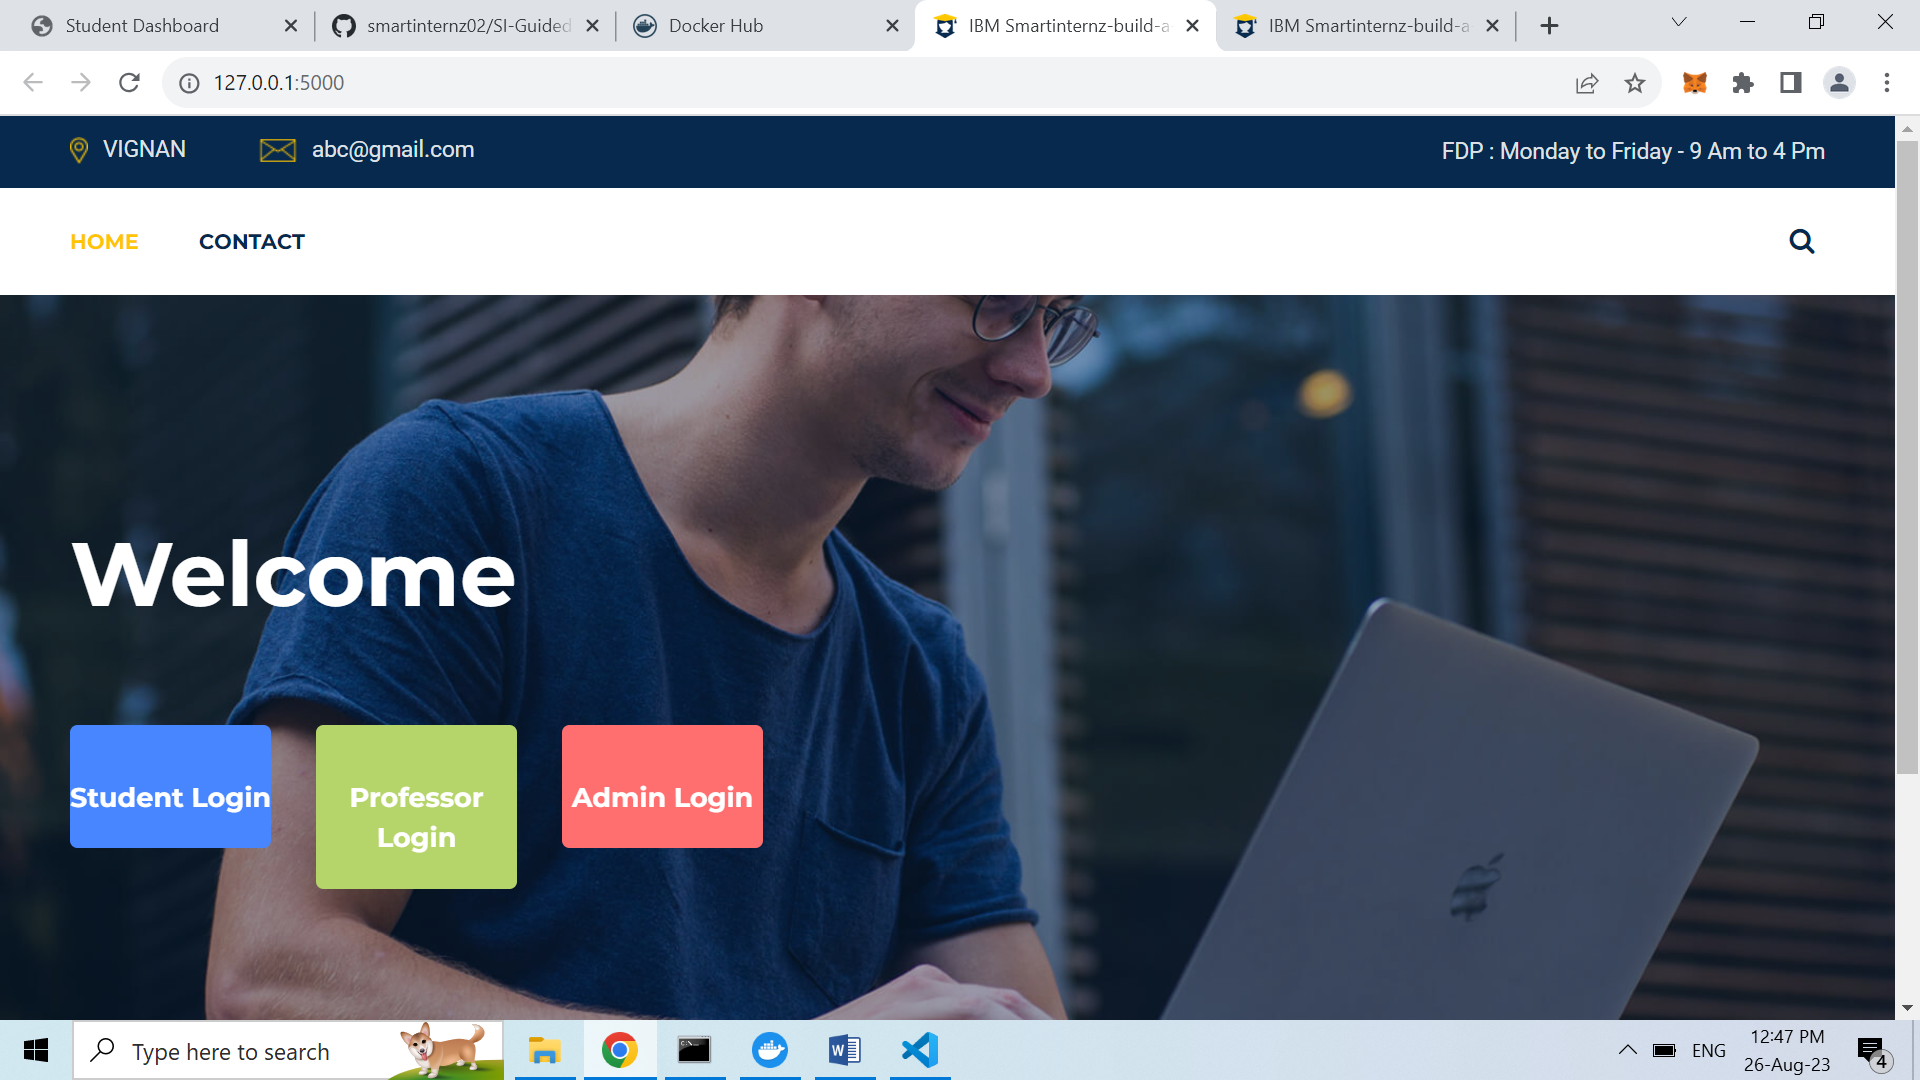 Student Dashboard
smartinternz02/SI-Guided
Docker Hub
IBM Smartinternz-build-a-
IBM Smartinternz-build-a-
127.0.0.1:5000
VIGNAN
abc@gmail.com
FDP : Monday to Friday - 9 Am to 4 Pm
HOME
CONTACT
Welcome
Student Login
Professor
Login
Admin Login
Type here to search
ENG
12:47 PM
26-Aug-23
4